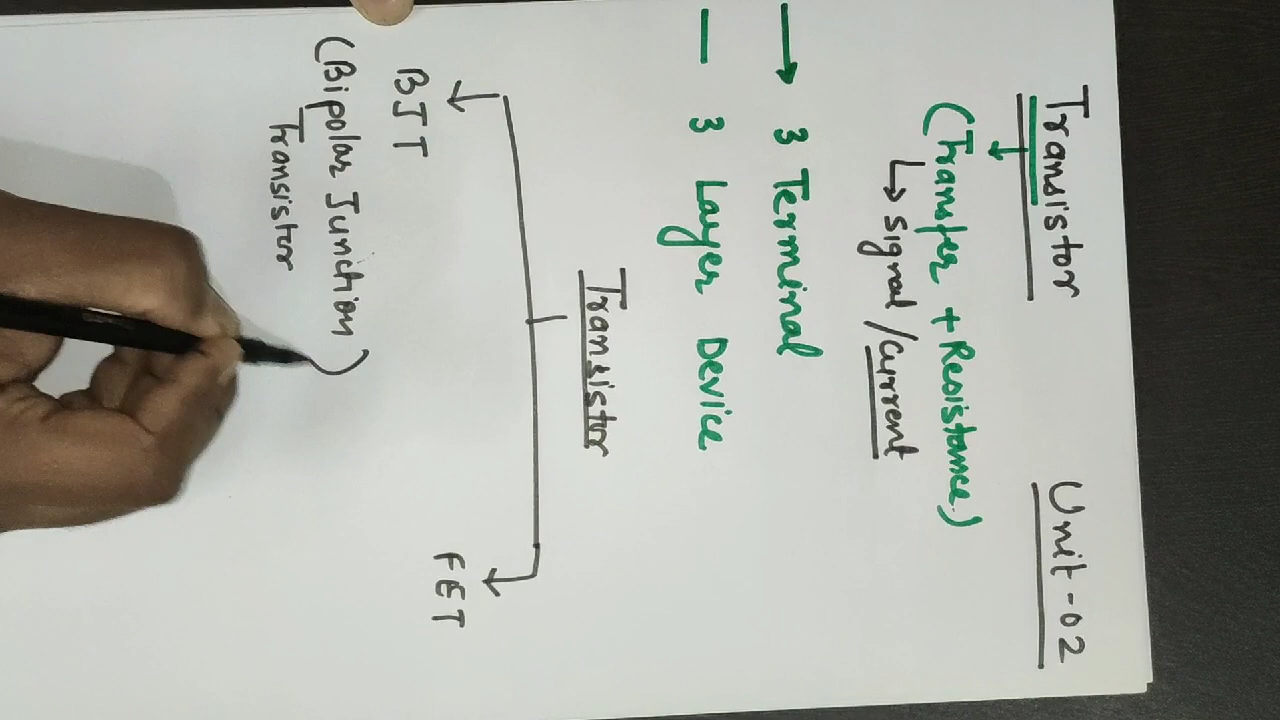 Transistor Unit-02
(Transfer + Resistance)
↳ Signal / Current
→ 3 Terminal
— 3 Layer Device
Transistor
BJT FET
(Bipolar Junction)
Transistor